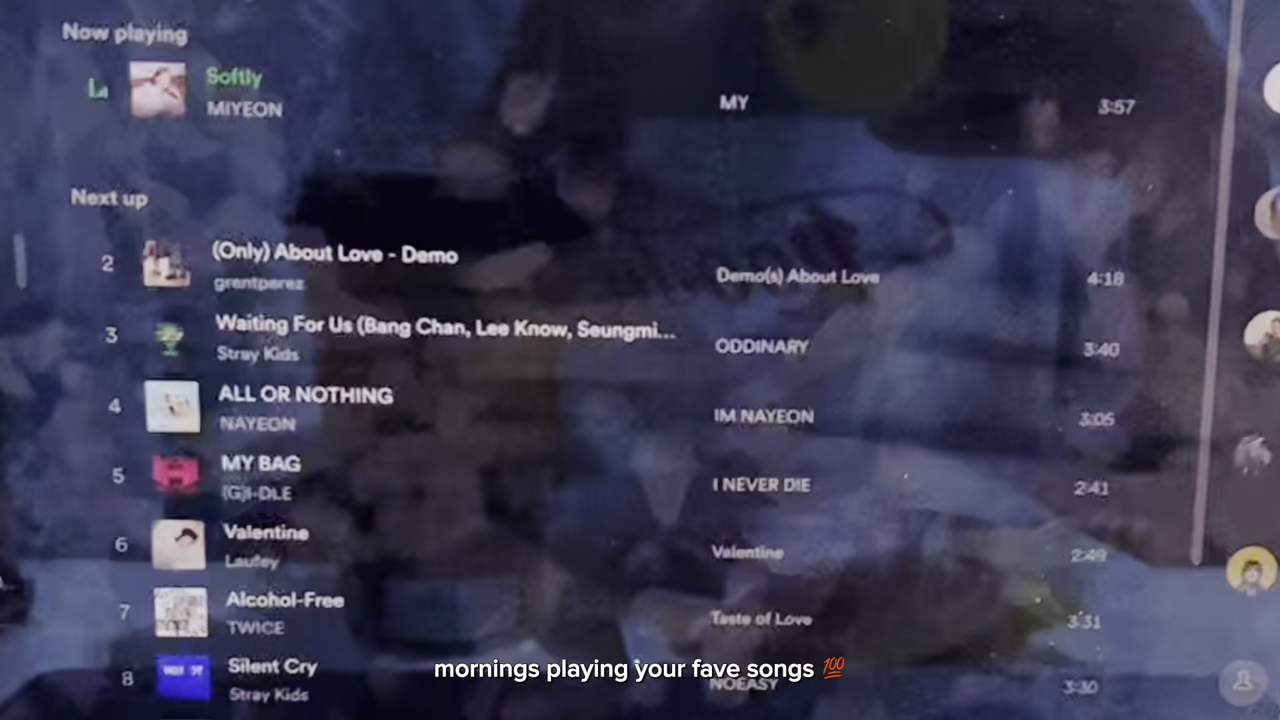 Now playing
Softly
MIYEON
MY
3:57
Next up
2
(Only) About Love - Demo
grentperez
Demo(s) About Love
4:18
3
Waiting For Us (Bang Chan, Lee Know, Seungmi...
Stray Kids
ODDINARY
3:40
4
ALL OR NOTHING
NAYEON
IM NAYEON
3:05
5
MY BAG
(G)I-DLE
I NEVER DIE
2:41
6
Valentine
Laufey
Valentine
2:49
7
Alcohol-Free
TWICE
Taste of Love
3:31
8
Silent Cry
Stray Kids
NOEASY
3:30
mornings playing your fave songs 💯